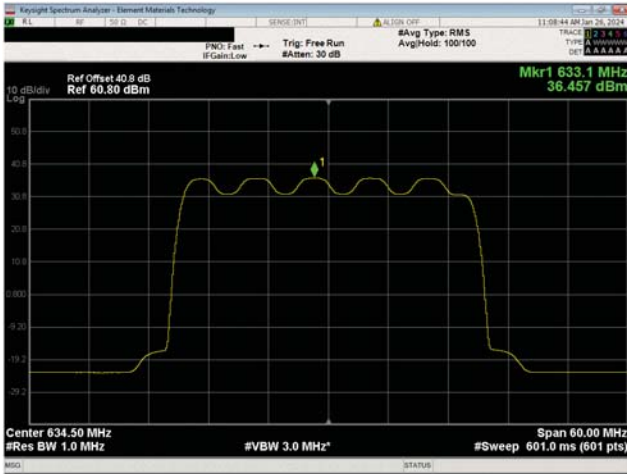 Keysight Spectrum Analyzer - Element Materials Technology
RL RF 50 Ω DC SENSE:INT ALIGN OFF 11:08:44 AM Jan 26, 2024
PNO: Fast Trig: Free Run #Avg Type: RMS TRACE 1 2 3 4 5 6
IFGain:Low #Atten: 30 dB Avg|Hold: 100/100 TYPE A WWWWW
DET A A A A A A
Mkr1 633.1 MHz
36.457 dBm
Ref Offset 40.8 dB
10 dB/div Ref 60.80 dBm
Log
1
50.8
40.8
30.8
20.8
10.8
0.800
-9.20
-19.2
-29.2
Center 634.50 MHz Span 60.00 MHz
#Res BW 1.0 MHz #VBW 3.0 MHz* #Sweep 601.0 ms (601 pts)
MSG STATUS